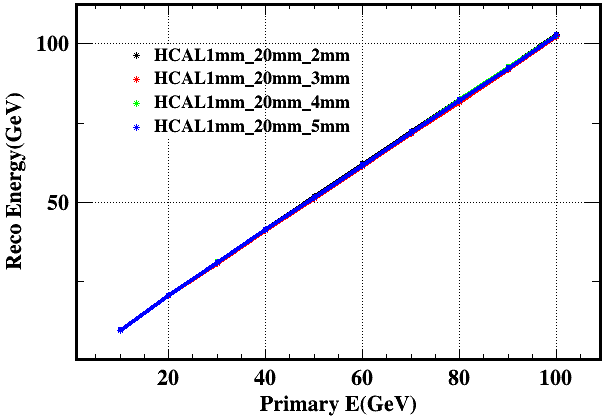 100
50
HCAL1mm_20mm_2mm
HCAL1mm_20mm_3mm
HCAL1mm_20mm_4mm
HCAL1mm_20mm_5mm
Reco Energy(GeV)
20 40 60 80 100
Primary E(GeV)